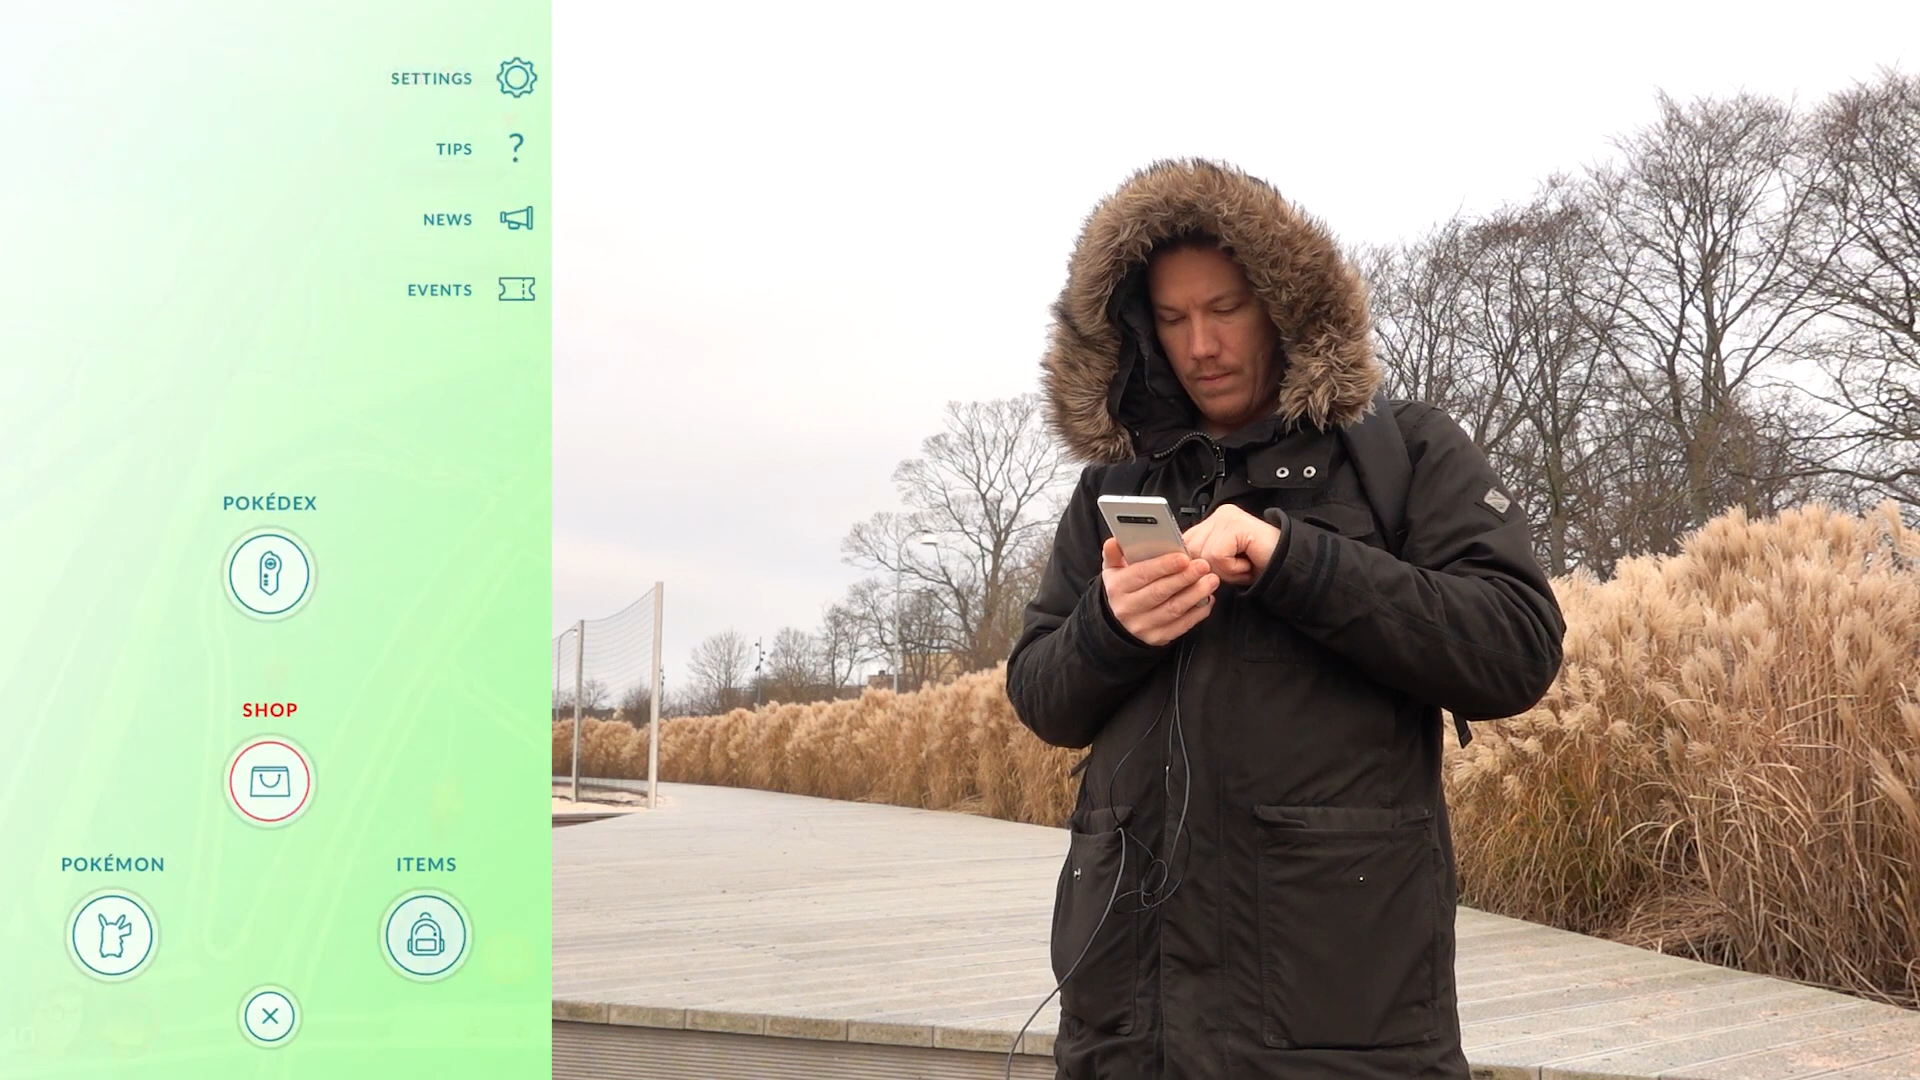 SETTINGS
TIPS
?
NEWS
EVENTS
POKÉDEX
SHOP
POKÉMON
ITEMS